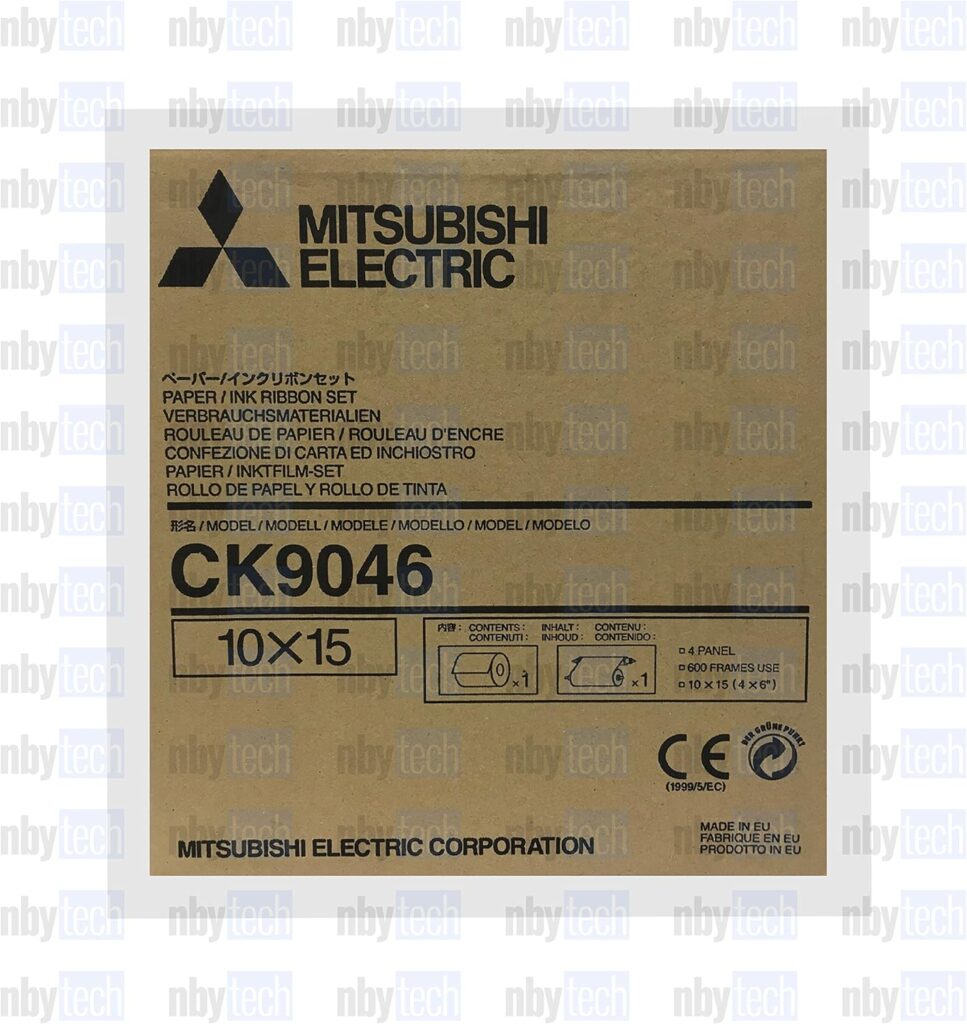 MITSUBISHI
ELECTRIC
ペーパー/インクリボンセット
PAPER / INK RIBBON SET
VERBRAUCHSMATERIALIEN
ROULEAU DE PAPIER / ROULEAU D'ENCRE
CONFEZIONE DI CARTA ED INCHIOSTRO
PAPIER / INKTFILM-SET
ROLLO DE PAPEL Y ROLLO DE TINTA
形名 / MODEL / MODELL / MODELE / MODELLO / MODEL / MODELO
CK9046
10×15
内容: CONTENTS: INHALT: CONTENU:
CONTENUTI: INHOUD: CONTENIDO:
×1
×1
□ 4 PANEL
□ 600 FRAMES USE
□ 10 × 15 (4 × 6")
CE
(1999/5/EC)
DER GRÜNE PUNKT
MITSUBISHI ELECTRIC CORPORATION
MADE IN EU
FABRIQUE EN EU
PRODOTTO IN EU
nbytech